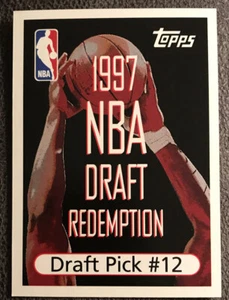 NBA
Topps
1997
NBA
DRAFT
REDEMPTION
Draft Pick #12